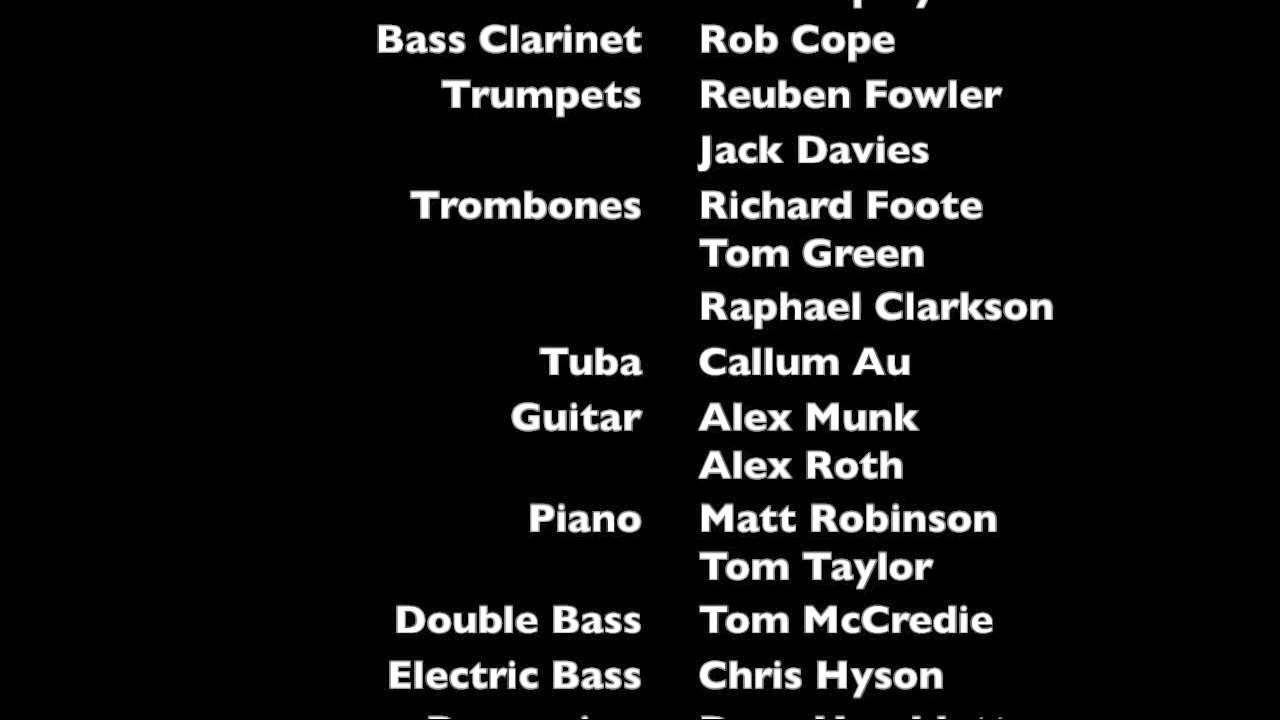 Bass Clarinet Rob Cope
Trumpets Reuben Fowler
Jack Davies
Trombones Richard Foote
Tom Green
Raphael Clarkson
Tuba Callum Au
Guitar Alex Munk
Alex Roth
Piano Matt Robinson
Tom Taylor
Double Bass Tom McCredie
Electric Bass Chris Hyson